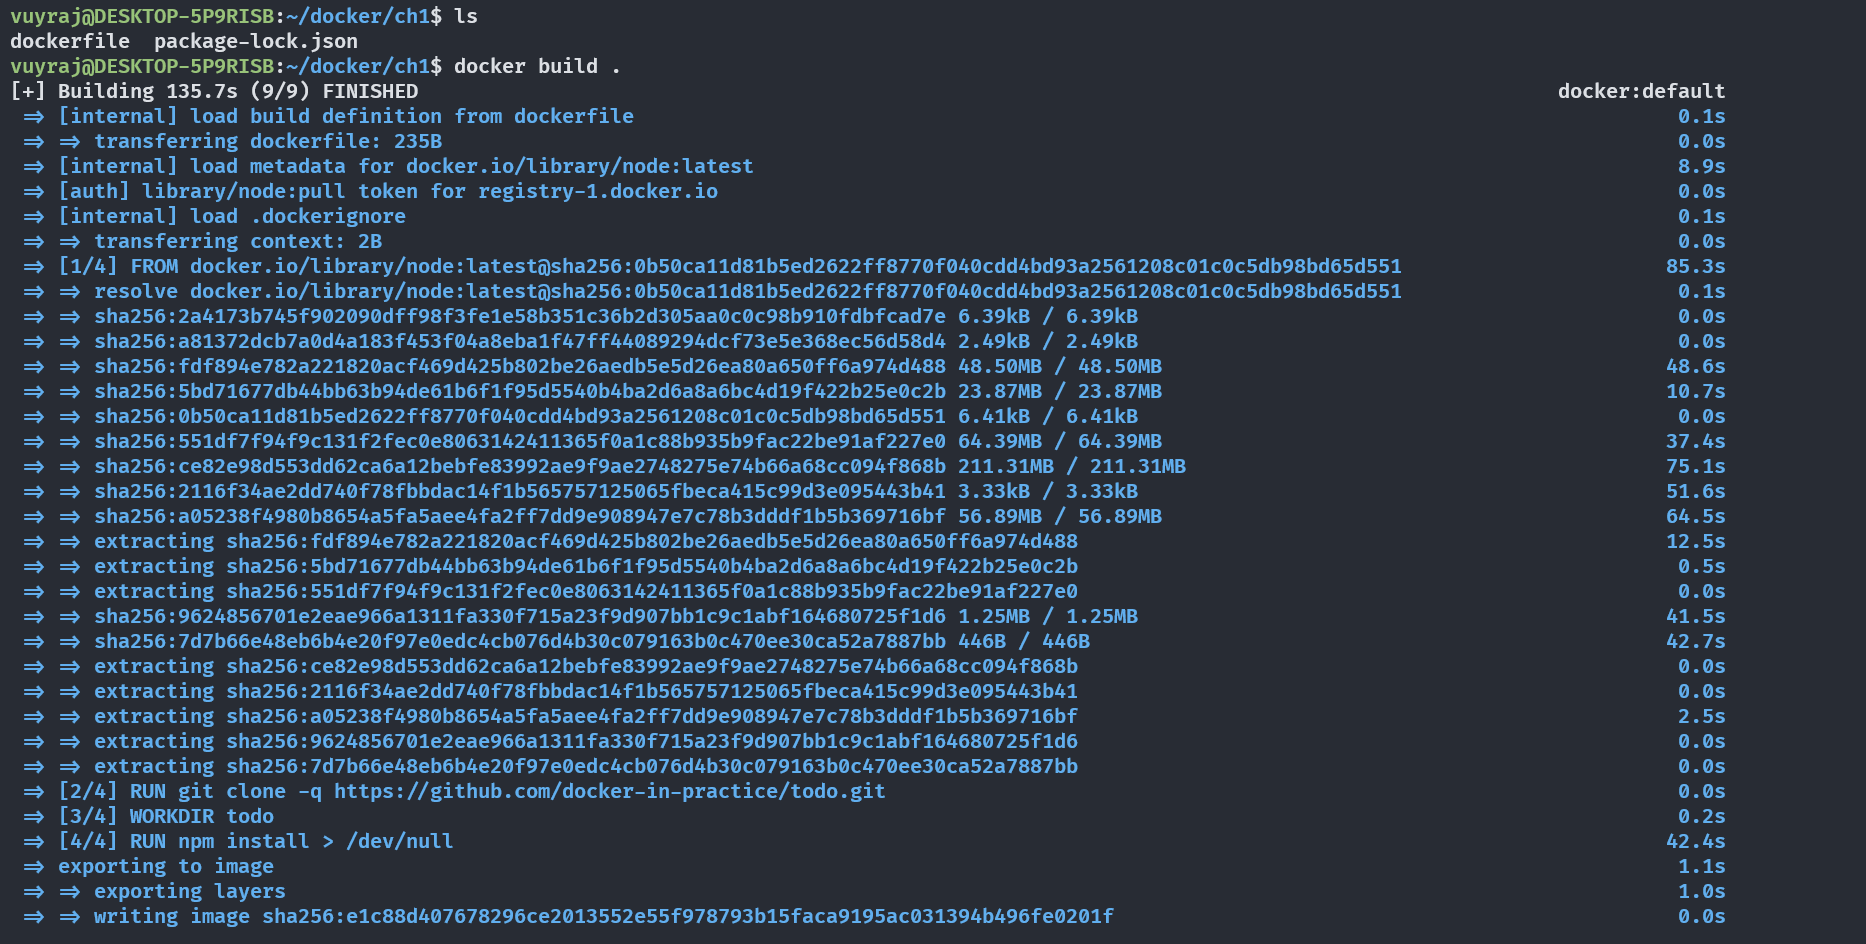 vuyraj@DESKTOP-5P9RISB:~/docker/ch1$ ls
dockerfile  package-lock.json
vuyraj@DESKTOP-5P9RISB:~/docker/ch1$ docker build .
[+] Building 135.7s (9/9) FINISHED docker:default
=> [internal] load build definition from dockerfile 0.1s
=> => transferring dockerfile: 235B 0.0s
=> [internal] load metadata for docker.io/library/node:latest 8.9s
=> [auth] library/node:pull token for registry-1.docker.io 0.0s
=> [internal] load .dockerignore 0.1s
=> => transferring context: 2B 0.0s
=> [1/4] FROM docker.io/library/node:latest@sha256:0b50ca11d81b5ed2622ff8770f040cdd4bd93a2561208c01c0c5db98bd65d551 85.3s
=> => resolve docker.io/library/node:latest@sha256:0b50ca11d81b5ed2622ff8770f040cdd4bd93a2561208c01c0c5db98bd65d551 0.1s
=> => sha256:2a4173b745f902090dff98f3fe1e58b351c36b2d305aa0c0c98b910fdbfcad7e 6.39kB / 6.39kB 0.0s
=> => sha256:a81372dcb7a0d4a183f453f04a8eba1f47ff44089294dcf73e5e368ec56d58d4 2.49kB / 2.49kB 0.0s
=> => sha256:fdf894e782a221820acf469d425b802be26aedb5e5d26ea80a650ff6a974d488 48.50MB / 48.50MB 48.6s
=> => sha256:5bd71677db44bb63b94de61b6f1f95d5540b4ba2d6a8a6bc4d19f422b25e0c2b 23.87MB / 23.87MB 10.7s
=> => sha256:0b50ca11d81b5ed2622ff8770f040cdd4bd93a2561208c01c0c5db98bd65d551 6.41kB / 6.41kB 0.0s
=> => sha256:551df7f94f9c131f2fec0e8063142411365f0a1c88b935b9fac22be91af227e0 64.39MB / 64.39MB 37.4s
=> => sha256:ce82e98d553dd62ca6a12bebfe83992ae9f9ae2748275e74b66a68cc094f868b 211.31MB / 211.31MB 75.1s
=> => sha256:2116f34ae2dd740f78fbbdac14f1b565757125065fbeca415c99d3e095443b41 3.33kB / 3.33kB 51.6s
=> => sha256:a05238f4980b8654a5fa5aee4fa2ff7dd9e908947e7c78b3dddf1b5b369716bf 56.89MB / 56.89MB 64.5s
=> => extracting sha256:fdf894e782a221820acf469d425b802be26aedb5e5d26ea80a650ff6a974d488 12.5s
=> => extracting sha256:5bd71677db44bb63b94de61b6f1f95d5540b4ba2d6a8a6bc4d19f422b25e0c2b 0.5s
=> => extracting sha256:551df7f94f9c131f2fec0e8063142411365f0a1c88b935b9fac22be91af227e0 0.0s
=> => sha256:9624856701e2eae966a1311fa330f715a23f9d907bb1c9c1abf164680725f1d6 1.25MB / 1.25MB 41.5s
=> => sha256:7d7b66e48eb6b4e20f97e0edc4cb076d4b30c079163b0c470ee30ca52a7887bb 446B / 446B 42.7s
=> => extracting sha256:ce82e98d553dd62ca6a12bebfe83992ae9f9ae2748275e74b66a68cc094f868b 0.0s
=> => extracting sha256:2116f34ae2dd740f78fbbdac14f1b565757125065fbeca415c99d3e095443b41 0.0s
=> => extracting sha256:a05238f4980b8654a5fa5aee4fa2ff7dd9e908947e7c78b3dddf1b5b369716bf 2.5s
=> => extracting sha256:9624856701e2eae966a1311fa330f715a23f9d907bb1c9c1abf164680725f1d6 0.0s
=> => extracting sha256:7d7b66e48eb6b4e20f97e0edc4cb076d4b30c079163b0c470ee30ca52a7887bb 0.0s
=> [2/4] RUN git clone -q https://github.com/docker-in-practice/todo.git 0.0s
=> [3/4] WORKDIR todo 0.2s
=> [4/4] RUN npm install > /dev/null 42.4s
=> exporting to image 1.1s
=> => exporting layers 1.0s
=> => writing image sha256:e1c88d407678296ce2013552e55f978793b15faca9195ac031394b496fe0201f 0.0s